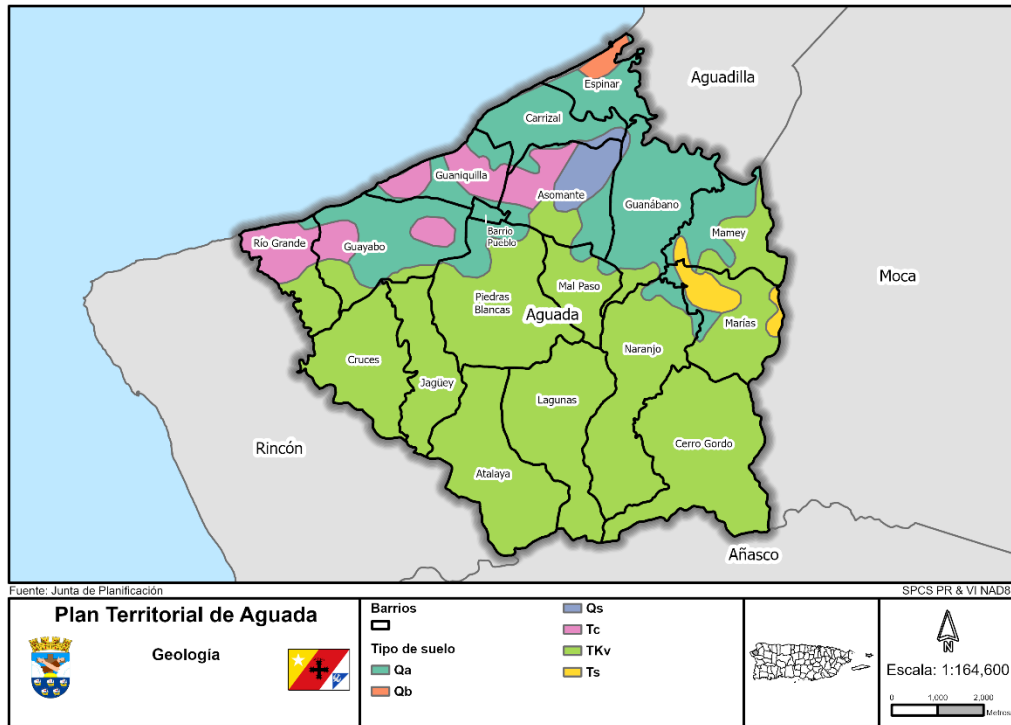 Aguadilla
Espinar
Carrizal
Guaniquilla
Asomante
Guanábano
Río Grande
Guayabo
Barrio
Pueblo
Mamey
Moca
Piedras
Blancas
Mal Paso
Aguada
Marías
Cruces
Naranjo
Jagüey
Lagunas
Rincón
Atalaya
Cerro Gordo
Añasco
Fuente: Junta de Planificación
SPCS PR & VI NAD8
Plan Territorial de Aguada
Geología
Barrios
Tipo de suelo
Qa
Qb
Qs
Tc
TKv
Ts
N
Escala: 1:164,600
0 1,000 2,000
Metros